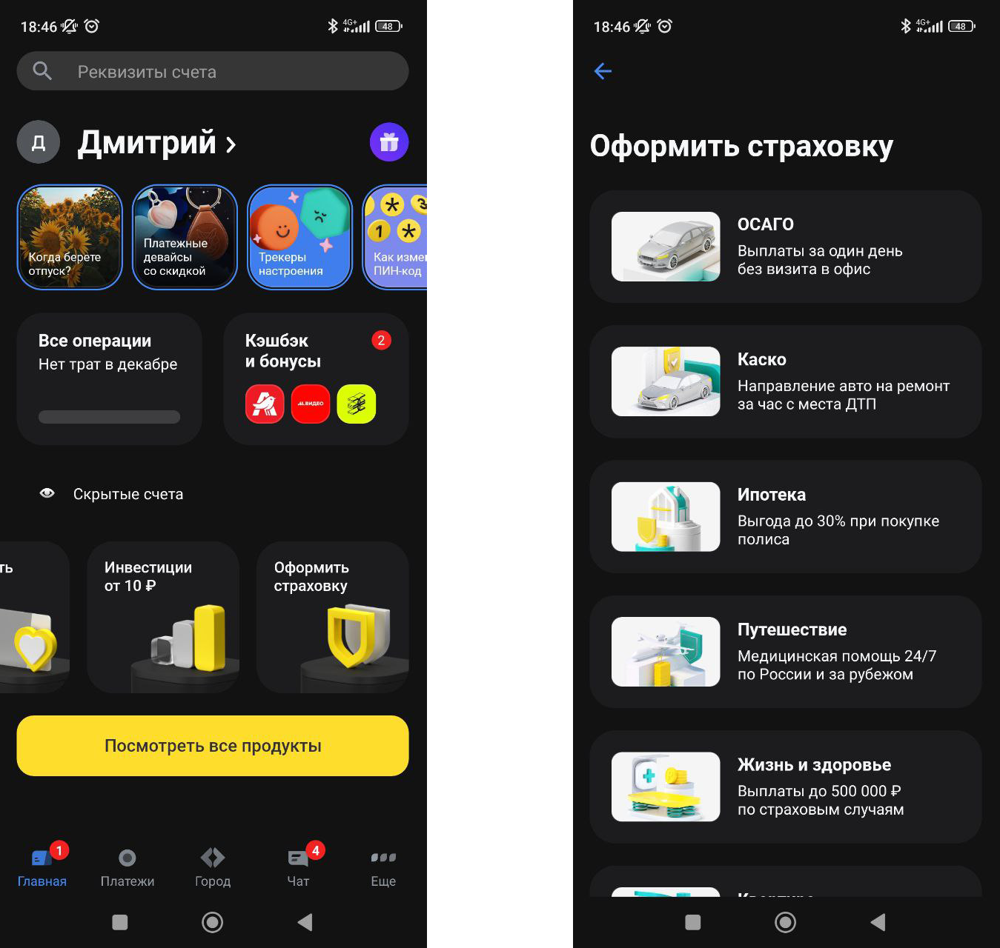 18:46
4G+
48
Реквизиты счета
Д
Дмитрий
Когда берете
отпуск?
Платежные
девайсы
со скидкой
Трекеры
настроения
1
3
Как
ПИН-код
Все операции
Нет трат в декабре
Кэшбэк
и бонусы
2
М.ВИДЕО
Скрытые счета
ть
Инвестиции
от 10 ₽
Оформить
страховку
Посмотреть все продукты
1
4
Главная
Платежи
Город
Чат
Еще
18:46
4G+
48
Оформить страховку
ОСАГО
Выплаты за один день
без визита в офис
Каско
Направление авто на ремонт
за час с места ДТП
Ипотека
Выгода до 30% при покупке
полиса
Путешествие
Медицинская помощь 24/7
по России и за рубежом
Жизнь и здоровье
Выплаты до 500 000 ₽
по страховым случаям